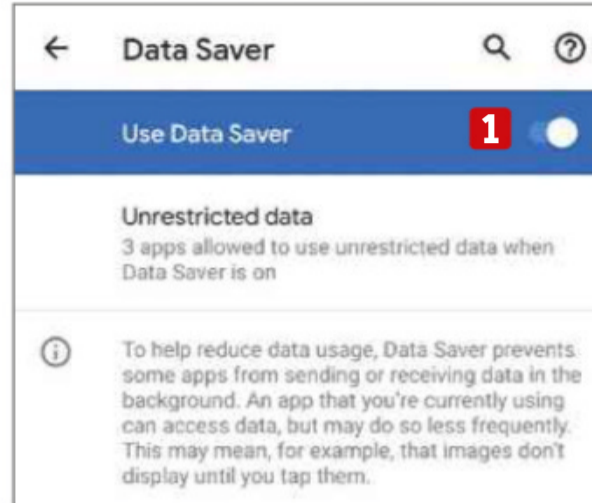 Data Saver
Use Data Saver 1
Unrestricted data
3 apps allowed to use unrestricted data when
Data Saver is on
To help reduce data usage, Data Saver prevents
some apps from sending or receiving data in the
background. An app that you're currently using
can access data, but may do so less frequently.
This may mean, for example, that images don't
display until you tap them.